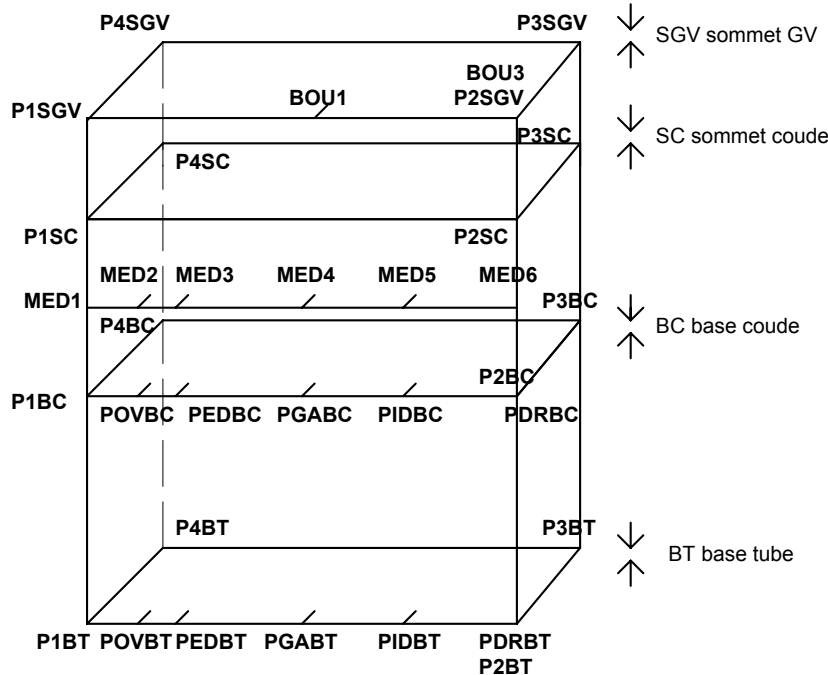 P4SGV P3SGV
SGV sommet GV
BOU3
P1SGV BOU1 P2SGV
P3SC SC sommet coude
P4SC
P1SC P2SC
MED2 MED3 MED4 MED5 MED6
MED1 P3BC
P4BC BC base coude
P2BC
P1BC
POVBC PEDBC PGABC PIDBC PDRBC
P4BT P3BT
BT base tube
P1BT POVBT PEDBT PGABT PIDBT PDRBT
P2BT